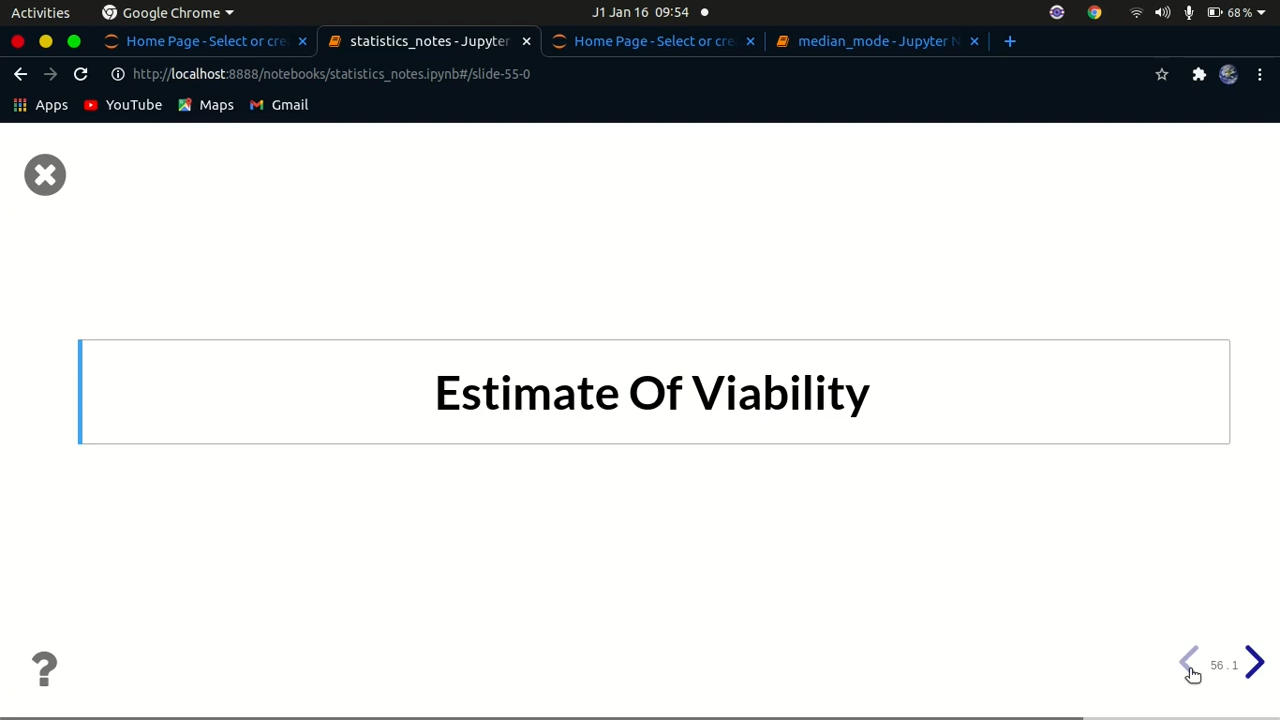 Activities
Google Chrome
J1 Jan 16 09:54
68 %
Home Page - Select or cre
statistics_notes - Jupyter
Home Page - Select or cre
median_mode - Jupyter N
http://localhost:8888/notebooks/statistics_notes.ipynb#/slide-55-0
Apps
YouTube
Maps
Gmail
Estimate Of Viability
?
56 . 1